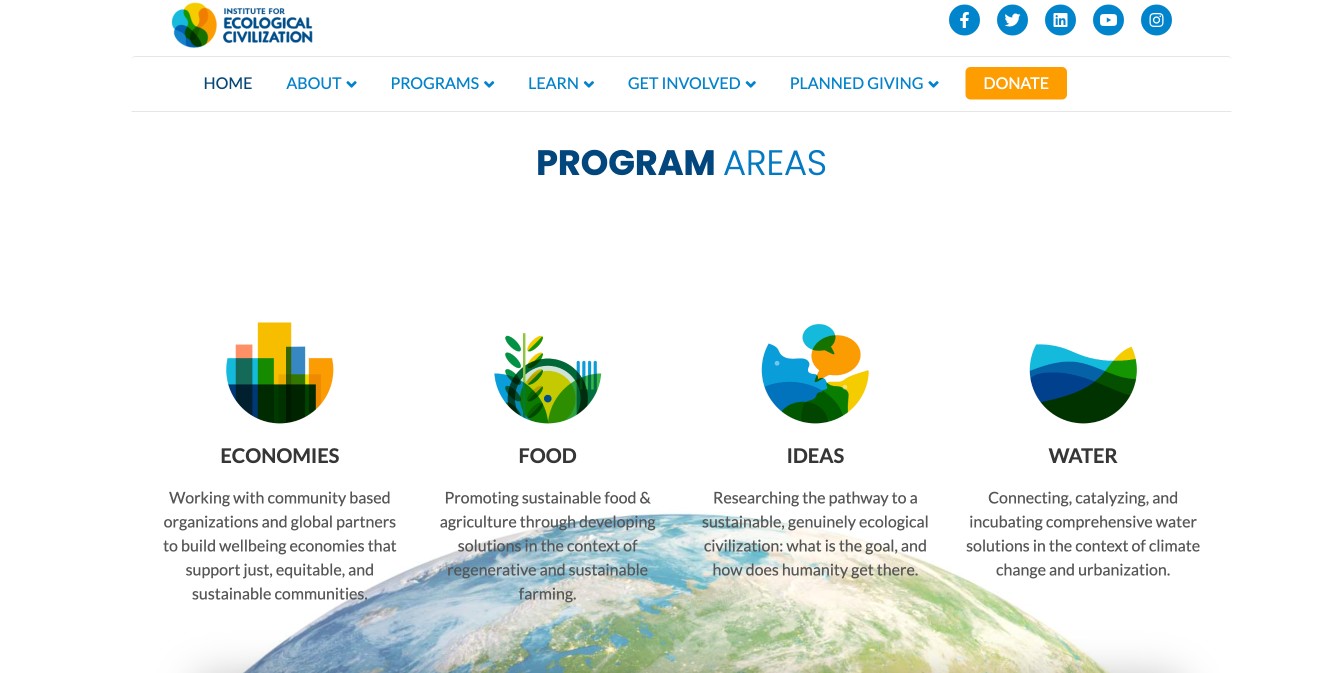 INSTITUTE FOR
ECOLOGICAL
CIVILIZATION
HOME ABOUT PROGRAMS LEARN GET INVOLVED PLANNED GIVING DONATE
PROGRAM AREAS
ECONOMIES
Working with community based
organizations and global partners
to build wellbeing economies that
support just, equitable, and
sustainable communities.
FOOD
Promoting sustainable food &
agriculture through developing
solutions in the context of
regenerative and sustainable
farming.
IDEAS
Researching the pathway to a
sustainable, genuinely ecological
civilization: what is the goal, and
how does humanity get there.
WATER
Connecting, catalyzing, and
incubating comprehensive water
solutions in the context of climate
change and urbanization.